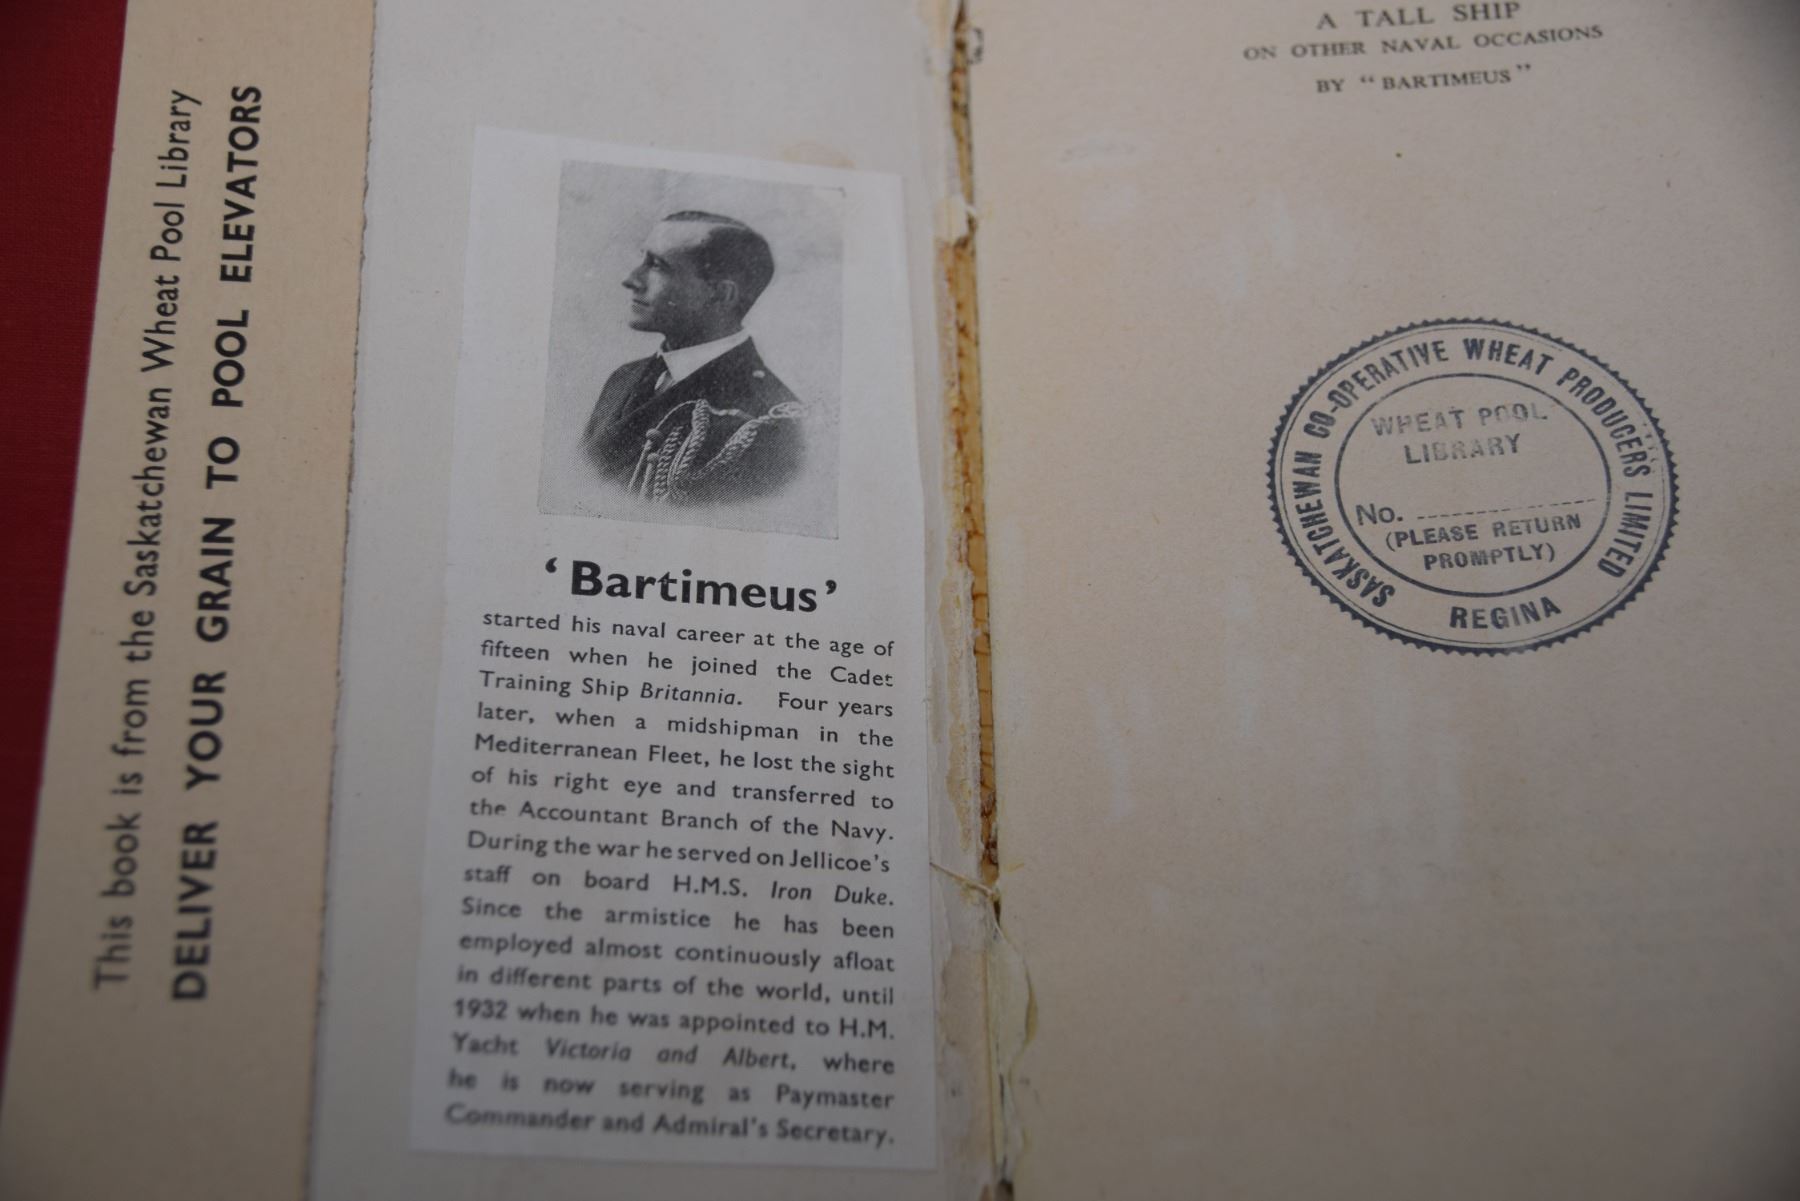 This book is from the Saskatchewan Wheat Pool Library
DELIVER YOUR GRAIN TO POOL ELEVATORS
'Bartimeus'
started his naval career at the age of
fifteen when he joined the Cadet
Training Ship Britannia. Four years
later, when a midshipman in the
Mediterranean Fleet, he lost the sight
of his right eye and transferred to
the Accountant Branch of the Navy.
During the war he served on Jellicoe's
staff on board H.M.S. Iron Duke.
Since the armistice he has been
employed almost continuously afloat
in different parts of the world, until
1932 when he was appointed to H.M.
Yacht Victoria and Albert, where
he is now serving as Paymaster
Commander and Admiral's Secretary.
A TALL SHIP
ON OTHER NAVAL OCCASIONS
BY "BARTIMEUS"
SASKATCHEWAN CO-OPERATIVE WHEAT PRODUCERS LIMITED
WHEAT POOL
LIBRARY
No.
(PLEASE RETURN
PROMPTLY)
REGINA